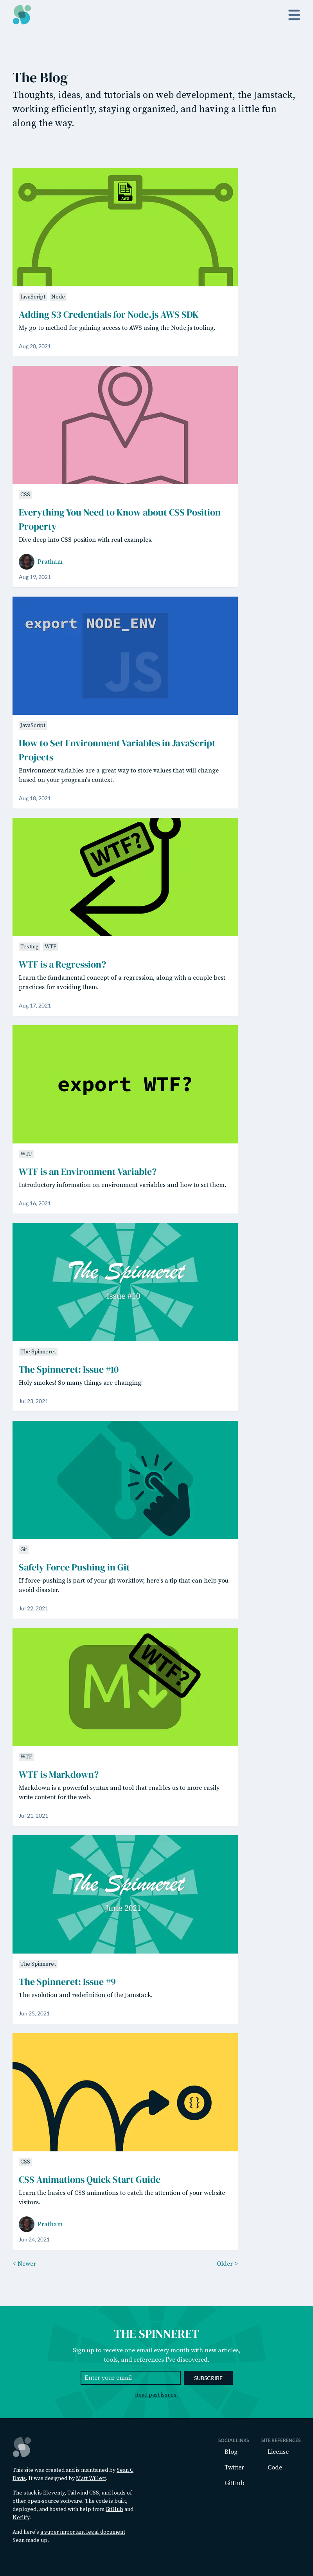 The Blog
Thoughts, ideas, and tutorials on web development, the Jamstack,
working efficiently, staying organized, and having a little fun
along the way.
AWS
JavaScript Node
Adding S3 Credentials for Node.js AWS SDK
My go-to method for gaining access to AWS using the Node.js tooling.
Aug 20, 2021
CSS
Everything You Need to Know about CSS Position
Property
Dive deep into CSS position with real examples.
Pratham
Aug 19, 2021
export NODE_ENV
JS
JavaScript
How to Set Environment Variables in JavaScript
Projects
Environment variables are a great way to store values that will change
based on your program's context.
Aug 18, 2021
WTF?
Testing WTF
WTF is a Regression?
Learn the fundamental concept of a regression, along with a couple best
practices for avoiding them.
Aug 17, 2021
export WTF?
WTF
WTF is an Environment Variable?
Introductory information on environment variables and how to set them.
Aug 16, 2021
The Spinneret
Issue #10
The Spinneret
The Spinneret: Issue #10
Holy smokes! So many things are changing!
Jul 23, 2021
Git
Safely Force Pushing in Git
If force-pushing is part of your git workflow, here's a tip that can help you
avoid disaster.
Jul 22, 2021
M
WTF?
WTF
WTF is Markdown?
Markdown is a powerful syntax and tool that enables us to more easily
write content for the web.
Jul 21, 2021
The Spinneret
June 2021
The Spinneret
The Spinneret: Issue #9
The evolution and redefinition of the Jamstack.
Jun 25, 2021
{ }
CSS
CSS Animations Quick Start Guide
Learn the basics of CSS animations to catch the attention of your website
visitors.
Pratham
Jun 24, 2021
< Newer
Older >
THE SPINNERET
Sign up to receive one email every month with new articles,
tools, and references I've discovered.
Enter your email
SUBSCRIBE
Read past issues.
This site was created and is maintained by Sean C
Davis. It was designed by Matt Willett.
The stack is Eleventy, Tailwind CSS, and loads of
other open-source software. The code is built,
deployed, and hosted with help from GitHub and
Netlify.
And here's a super important legal document
Sean made up.
SOCIAL LINKS
Blog
Twitter
GitHub
SITE REFERENCES
License
Code